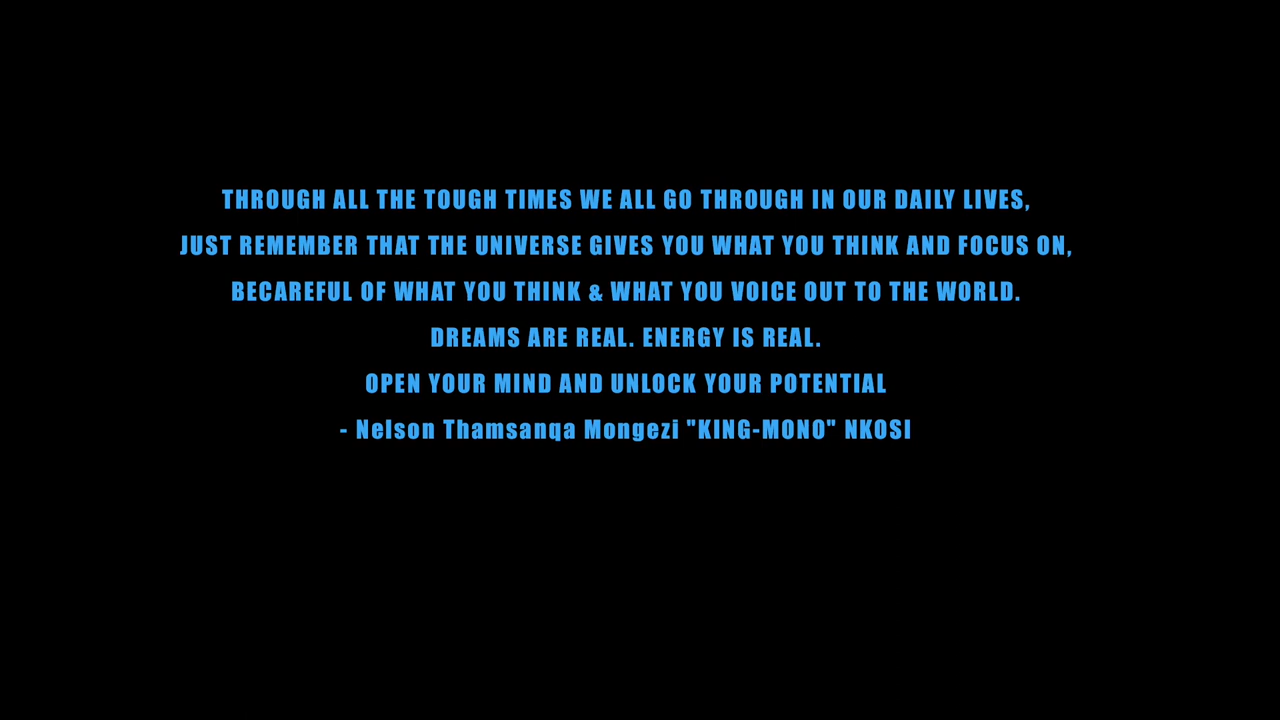 THROUGH ALL THE TOUGH TIMES WE ALL GO THROUGH IN OUR DAILY LIVES,
JUST REMEMBER THAT THE UNIVERSE GIVES YOU WHAT YOU THINK AND FOCUS ON,
BECAREFUL OF WHAT YOU THINK & WHAT YOU VOICE OUT TO THE WORLD.
DREAMS ARE REAL. ENERGY IS REAL.
OPEN YOUR MIND AND UNLOCK YOUR POTENTIAL
- Nelson Thamsanqa Mongezi "KING-MONO" NKOSI